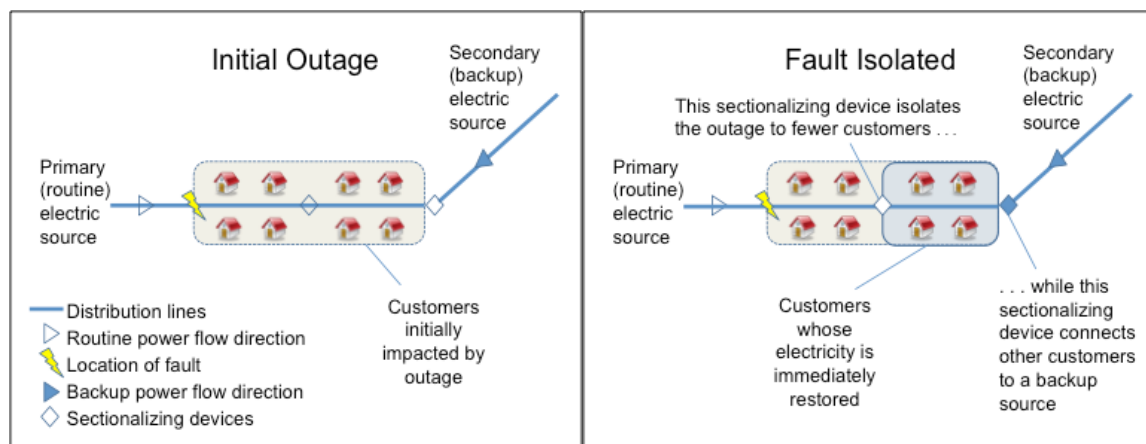 Initial Outage
Secondary
(backup)
electric
source
Primary
(routine)
electric
source
Distribution lines
Routine power flow direction
Location of fault
Backup power flow direction
Sectionalizing devices
Customers
initially
impacted by
outage
Fault Isolated
Secondary
(backup)
electric
source
This sectionalizing device isolates
the outage to fewer customers . . .
Primary
(routine)
electric
source
Customers
whose
electricity is
immediately
restored
. . . while this
sectionalizing
device connects
other customers
to a backup
source